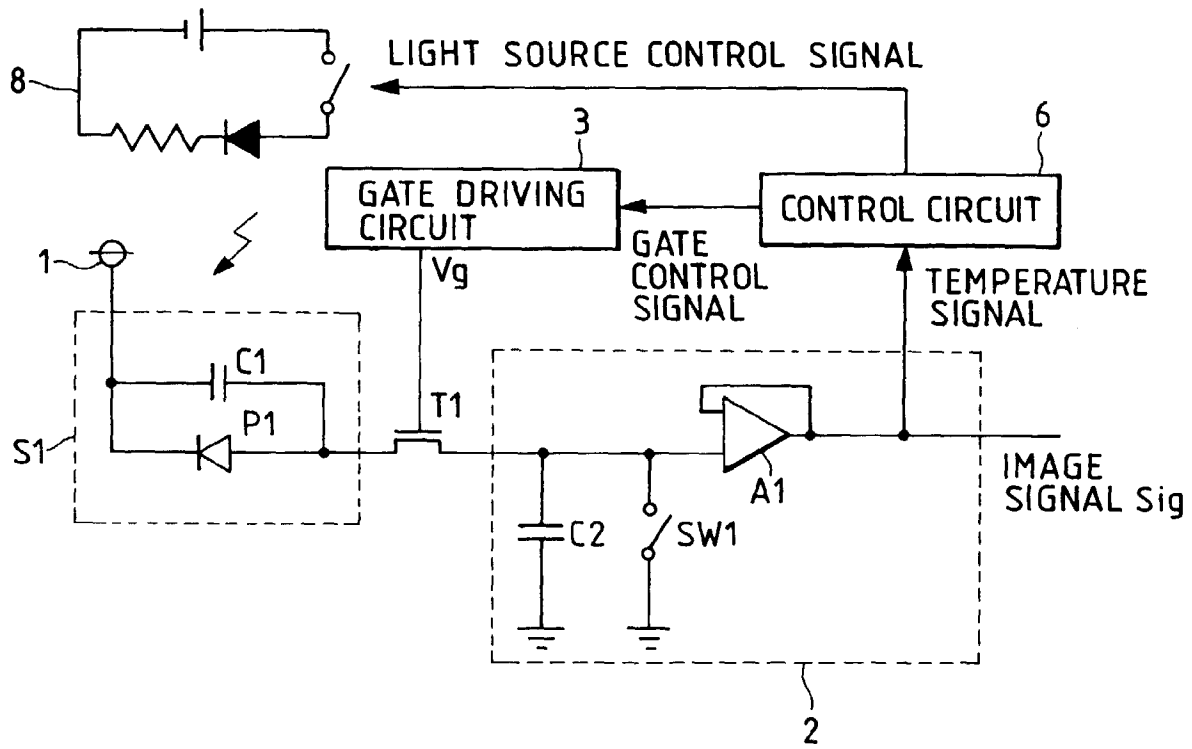 LIGHT SOURCE CONTROL SIGNAL
8
3
6
GATE DRIVING
CIRCUIT
CONTROL CIRCUIT
1
Vg
GATE
CONTROL
SIGNAL
TEMPERATURE
SIGNAL
C1
P1
T1
S1
A1
IMAGE
SIGNAL Sig
C2
SW1
2